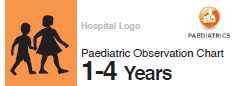 Hospital Logo
PAEDIATRICS
Paediatric Observation Chart
1-4 Years